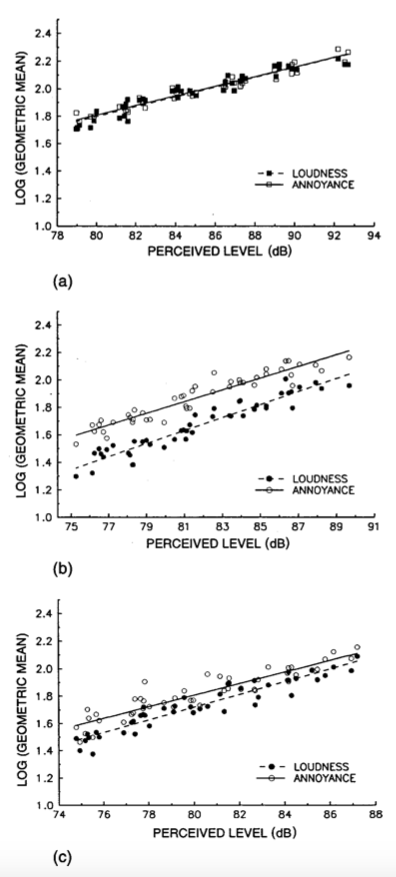 2.4
2.2
2.0
1.8
1.6
1.4
1.2
1.0
LOG (GEOMETRIC MEAN)
LOUDNESS
ANNOYANCE
78 80 82 84 86 88 90 92 94
PERCEIVED LEVEL (dB)
(a)
2.4
2.2
2.0
1.8
1.6
1.4
1.2
1.0
LOG (GEOMETRIC MEAN)
LOUDNESS
ANNOYANCE
75 77 79 81 83 85 87 89 91
PERCEIVED LEVEL (dB)
(b)
2.4
2.2
2.0
1.8
1.6
1.4
1.2
1.0
LOG (GEOMETRIC MEAN)
LOUDNESS
ANNOYANCE
74 76 78 80 82 84 86 88
PERCEIVED LEVEL (dB)
(c)